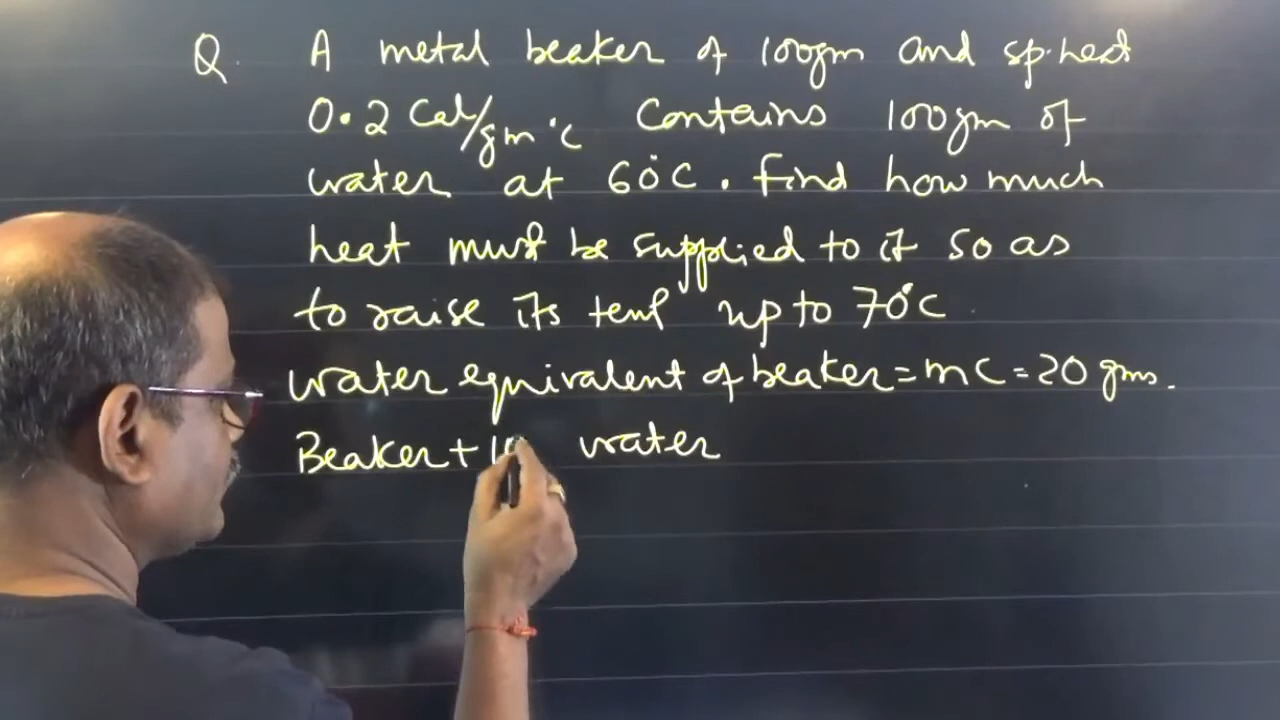 Q. A metal beaker of 100gm and sp.heat
0.2 Cal/gm°C Contains 100gm of
water at 60°C. find how much
heat must be supplied to it so as
to raise its temp up to 70°C
water equivalent of beaker = mc = 20 gms.
Beaker + water